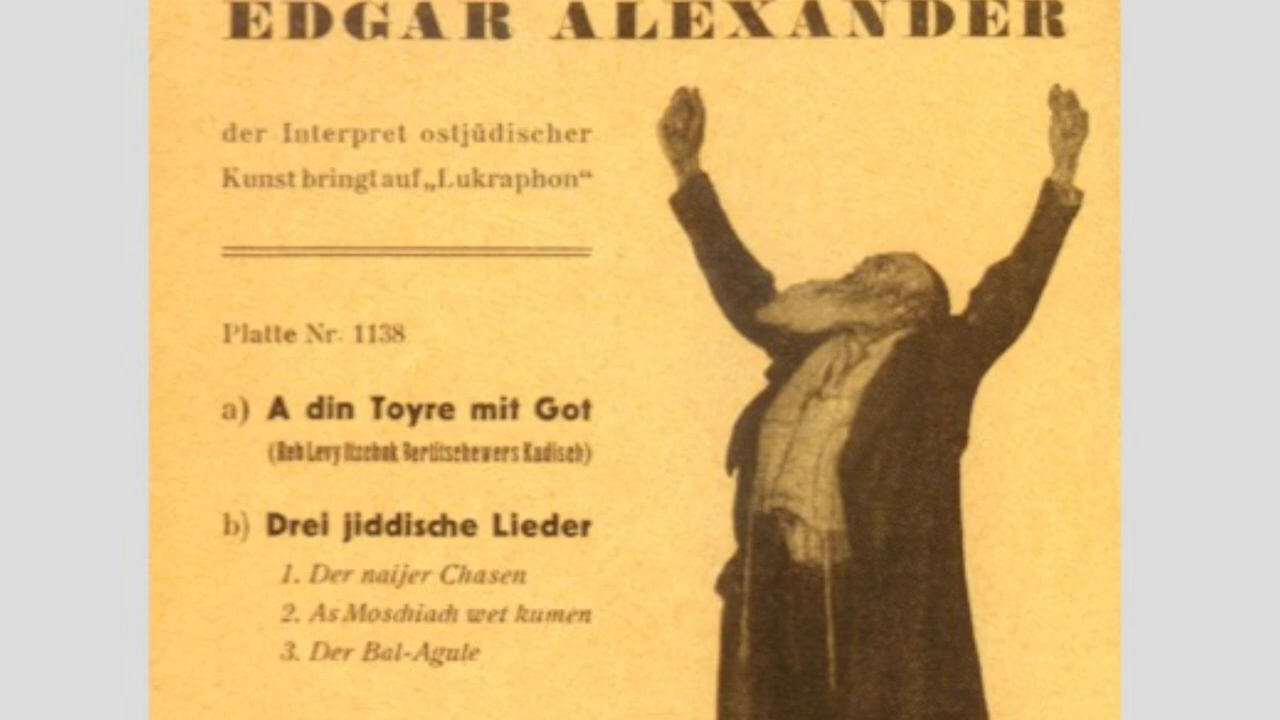 EDGAR ALEXANDER
der Interpret ostjüdischer
Kunst bringt auf „Lukraphon“
Platte Nr. 1138
a) A din Toyre mit Got
(Reb Levy Itzchok Bertitschewers Kadisch)
b) Drei jiddische Lieder
1. Der naijer Chasen
2. As Moschiach wet kumen
3. Der Bal-Agule